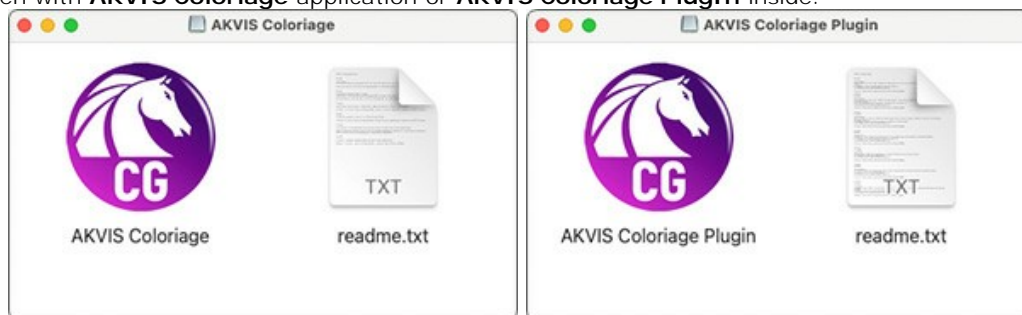 with AKVIS Coloriage application or AKVIS Coloriage Plugin inside.
AKVIS Coloriage
AKVIS Coloriage Plugin
CG
TXT
CG
TXT
AKVIS Coloriage
readme.txt
AKVIS Coloriage Plugin
readme.txt